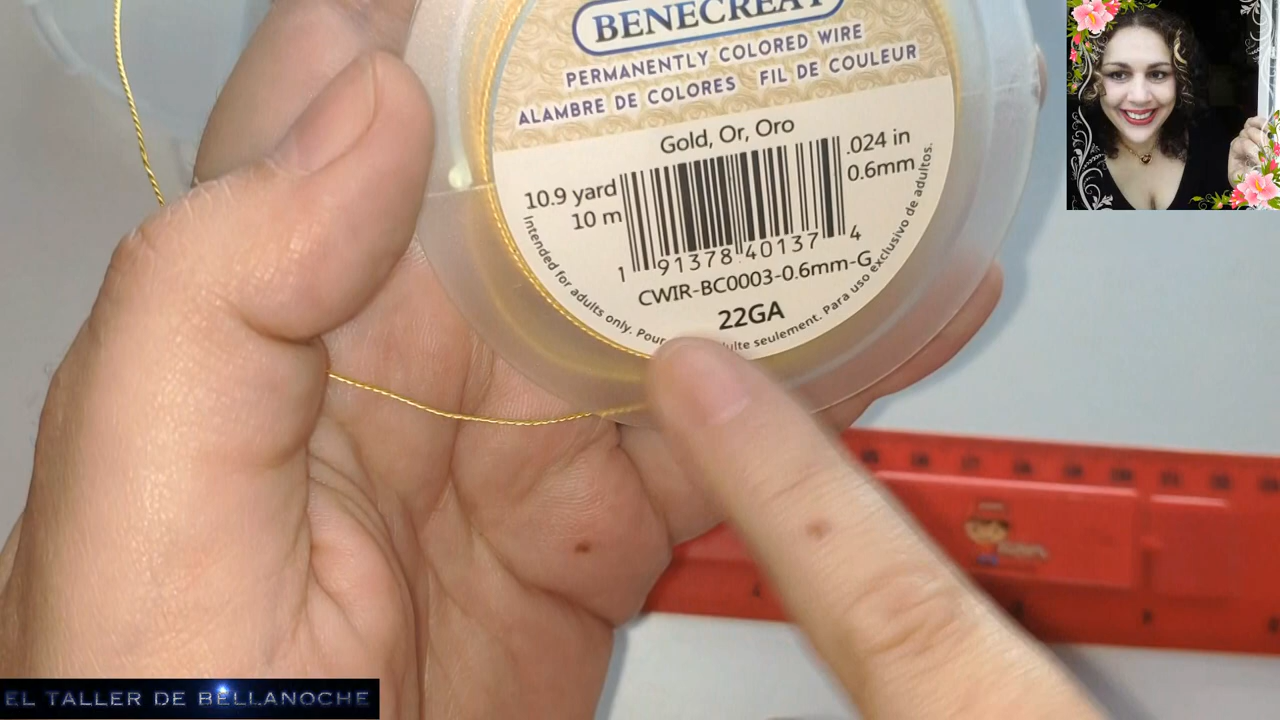 BENECREAT
PERMANENTLY COLORED WIRE
ALAMBRE DE COLORES FIL DE COULEUR
Gold, Or, Oro
10.9 yard
10 m
.024 in
0.6mm
1 91378 40137 4
CWIR-BC0003-0.6mm-G
22GA
Intended for adults only. Pour seulement. Para uso exclusivo de adultos.
EL TALLER DE BELLANOCHE